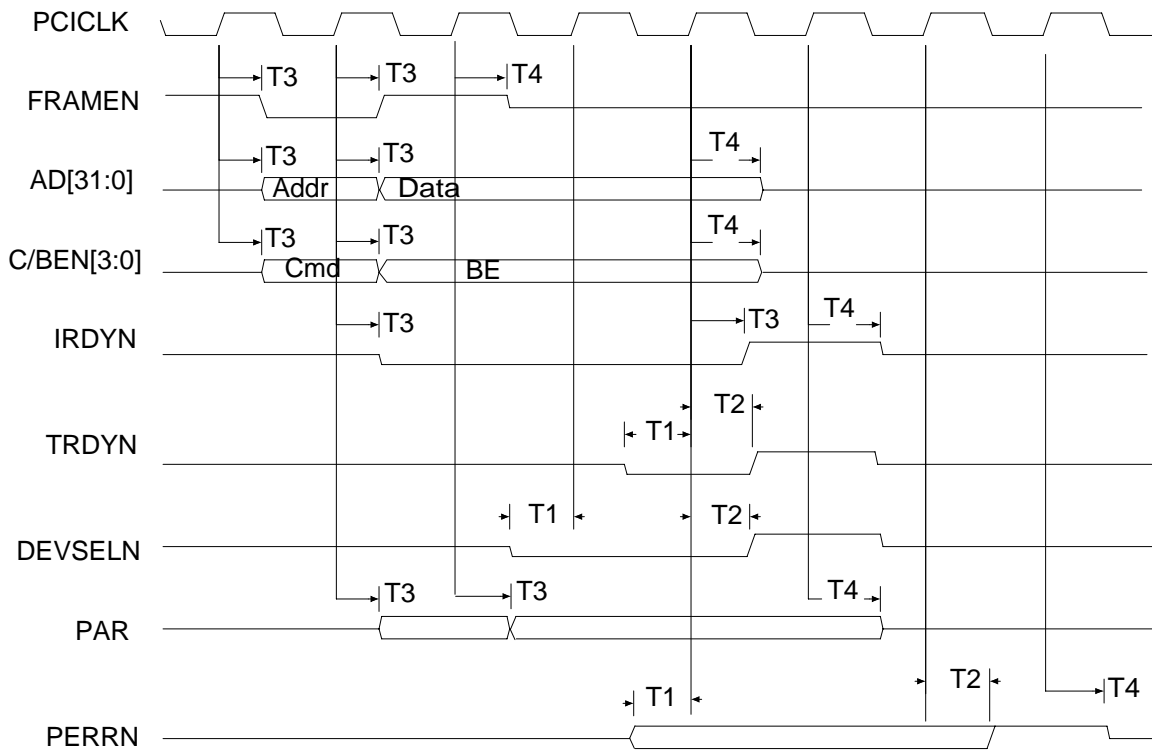 PCICLK
T3 T3 T4
FRAMEN
T3 T3 T4
AD[31:0] Addr Data
T3 T3 T4
C/BEN[3:0] Cmd BE
T3 T3 T4
IRDYN
T1 T2
TRDYN
T1 T2
DEVSELN
T3 T3 T4
PAR
T1 T2 T4
PERRN